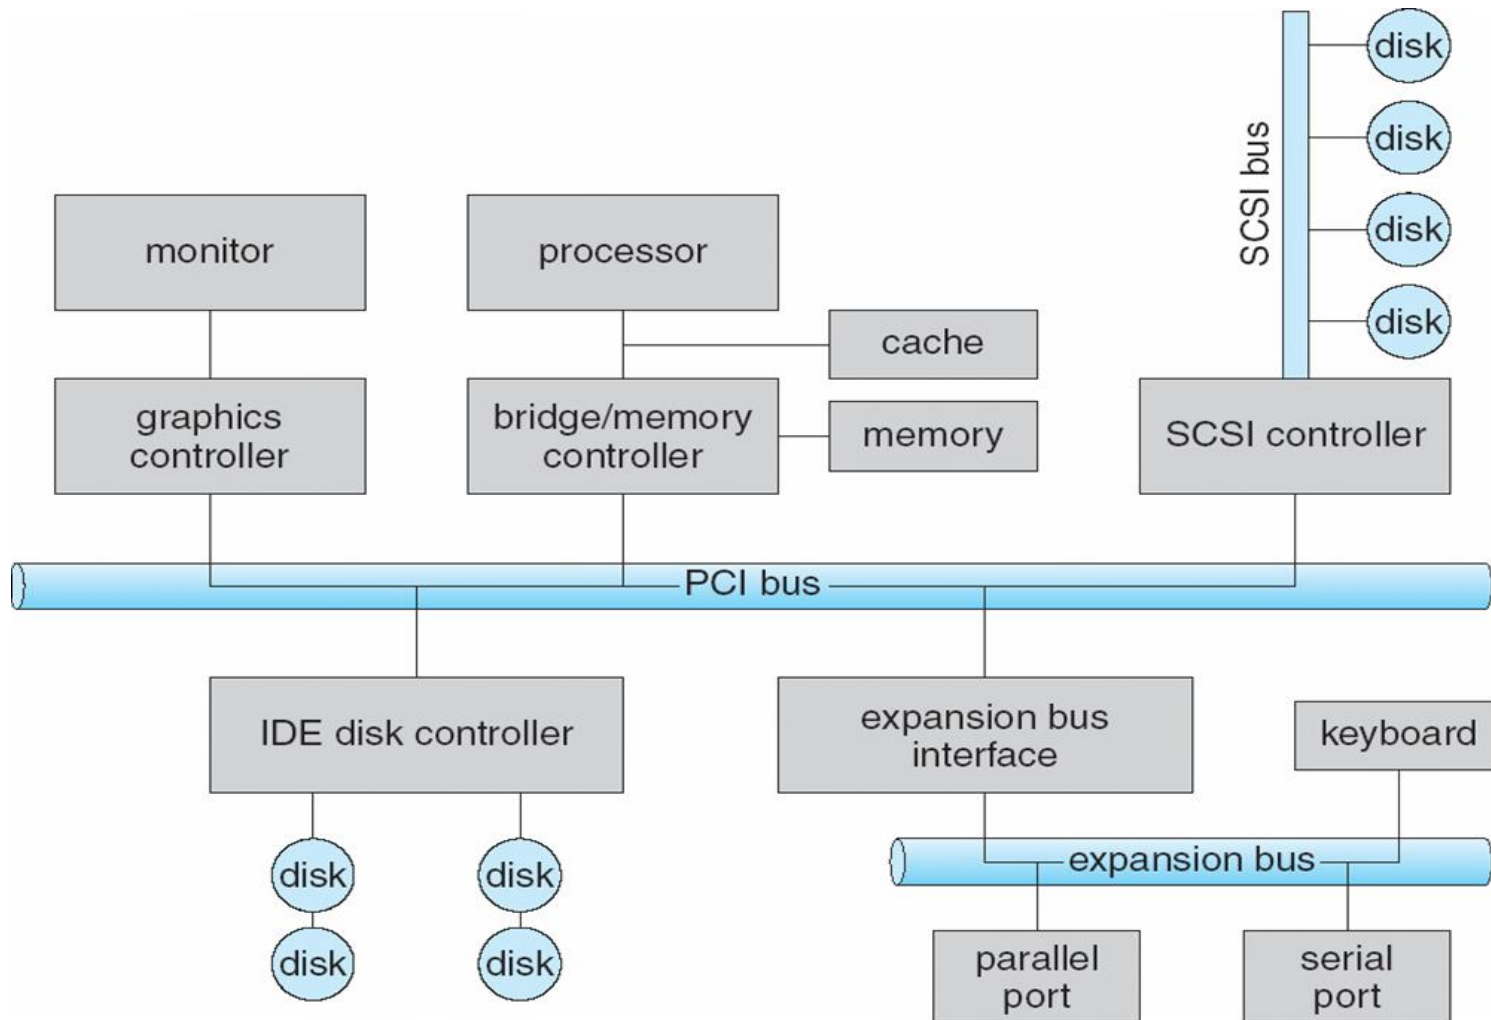 disk
disk
disk
disk
SCSI bus
monitor
processor
cache
graphics
controller
bridge/memory
controller
memory
SCSI controller
PCI bus
IDE disk controller
expansion bus
interface
keyboard
disk
disk
disk
disk
expansion bus
parallel
port
serial
port